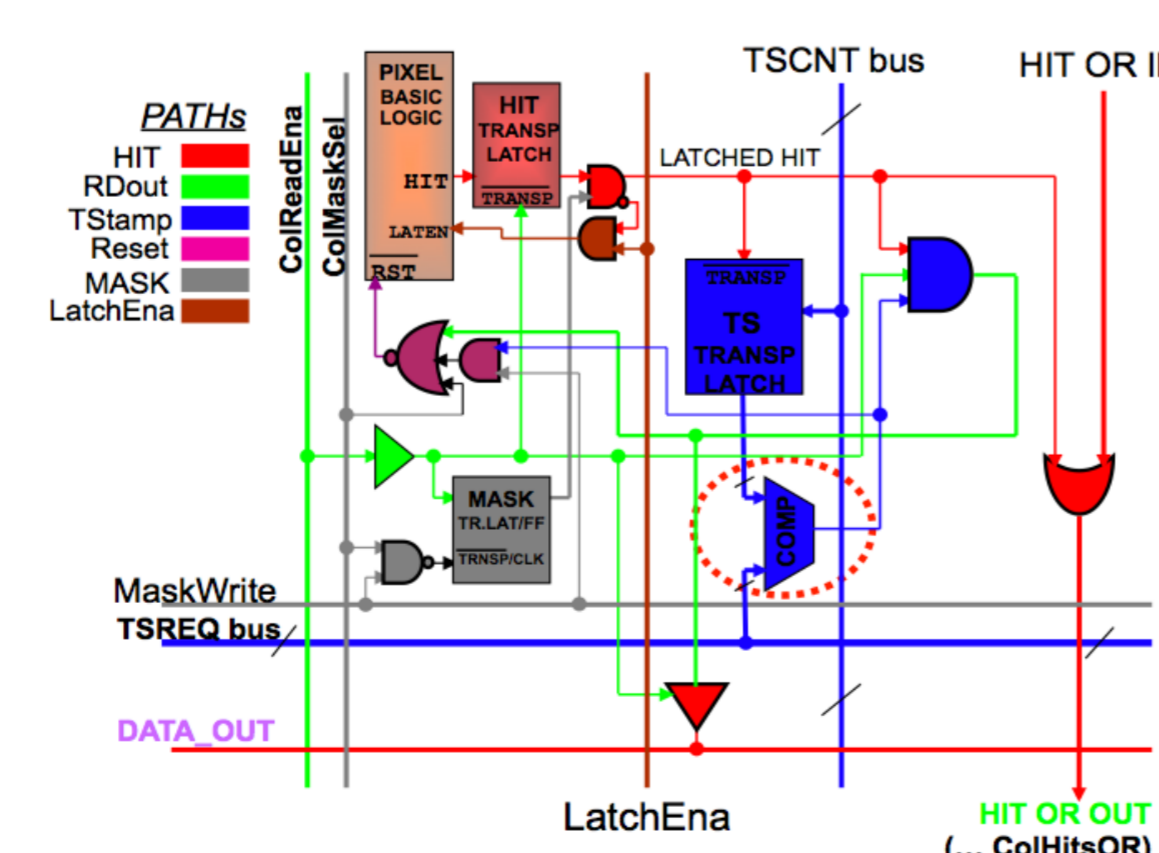 TSCNT bus
HIT OR I
PATHs
HIT
RDout
TStamp
Reset
MASK
LatchEna
ColReadEna
ColMaskSel
PIXEL
BASIC
LOGIC
HIT
LATEN
RST
HIT
TRANSP
LATCH
TRANSP
LATCHED HIT
TRANSP
TS
TRANSP
LATCH
MASK
TR.LAT/FF
TRNSP/CLK
COMP
MaskWrite
TSREQ bus
DATA_OUT
LatchEna
HIT OR OUT
(... ColHitsOR)